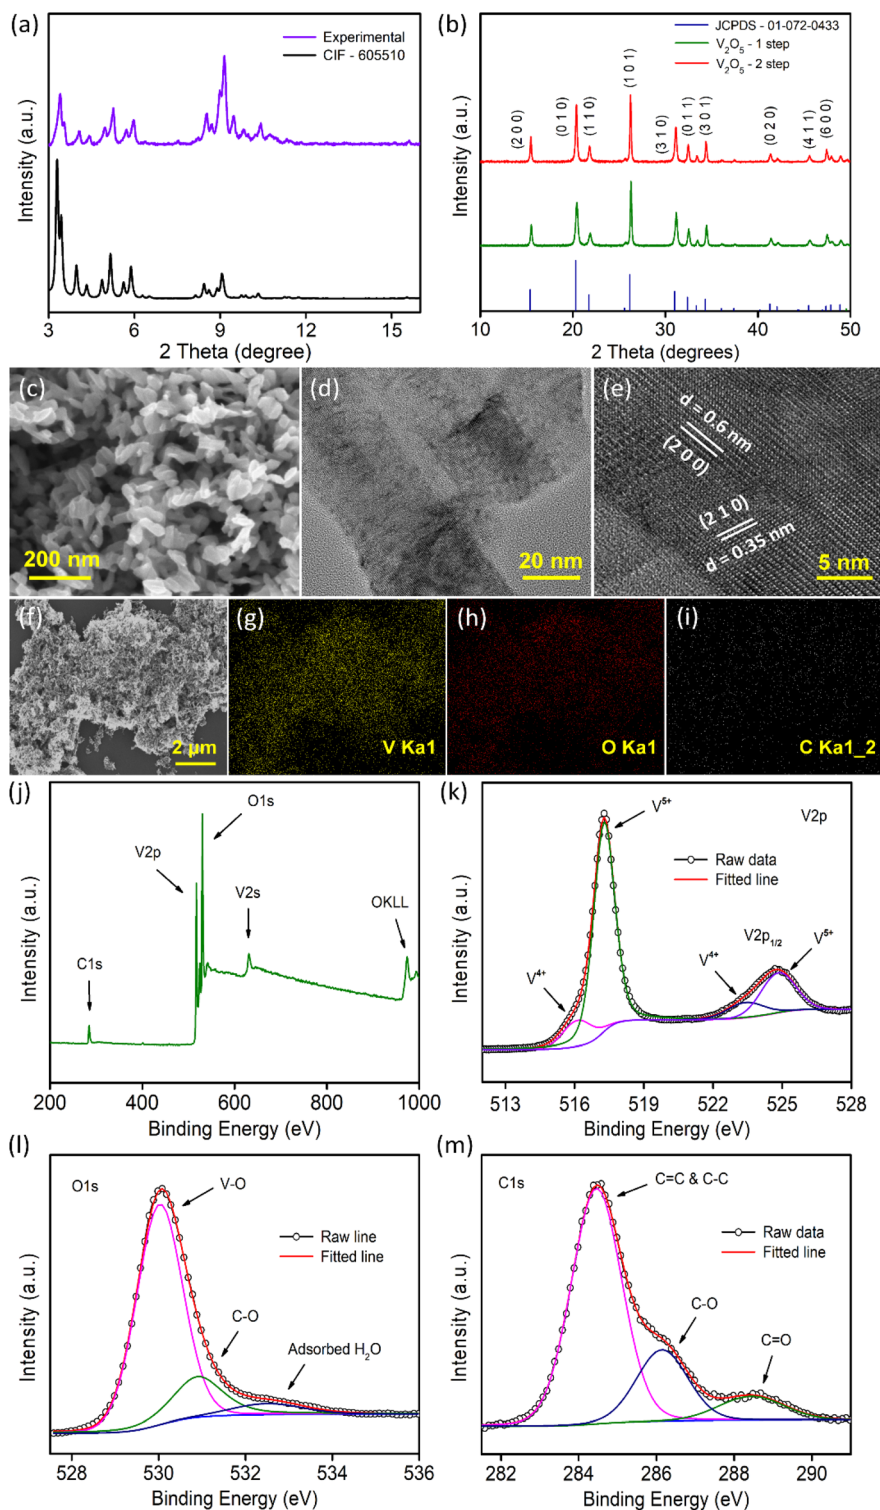 (a)
Experimental
CIF - 605510
Intensity (a.u.)
3 6 9 12 15
2 Theta (degree)
(b)
JCPDS - 01-072-0433
V₂O₅ - 1 step
V₂O₅ - 2 step
(2 0 0)
(0 1 0)
(1 1 0)
(1 0 1)
(3 1 0)
(0 1 1)
(3 0 1)
(0 2 0)
(4 1 1)
(6 0 0)
Intensity (a.u.)
10 20 30 40 50
2 Theta (degrees)
(c)
200 nm
(d)
20 nm
(e)
d = 0.6 nm
(2 0 0)
(2 1 0)
d = 0.35 nm
5 nm
(f)
2 µm
(g)
V Ka1
(h)
O Ka1
(i)
C Ka1_2
(j)
O1s
V2p
V2s
OKLL
C1s
Intensity (a.u.)
200 400 600 800 1000
Binding Energy (eV)
(k)
V⁵⁺
V2p
Raw data
Fitted line
V2p₁/₂
V⁵⁺
V⁴⁺
V⁴⁺
Intensity (a.u.)
513 516 519 522 525 528
Binding Energy (eV)
(l)
O1s
V-O
Raw line
Fitted line
C-O
Adsorbed H₂O
Intensity (a.u.)
528 530 532 534 536
Binding Energy (eV)
(m)
C1s
C=C & C-C
Raw data
Fitted line
C-O
C=O
Intensity (a.u.)
282 284 286 288 290
Binding Energy (eV)